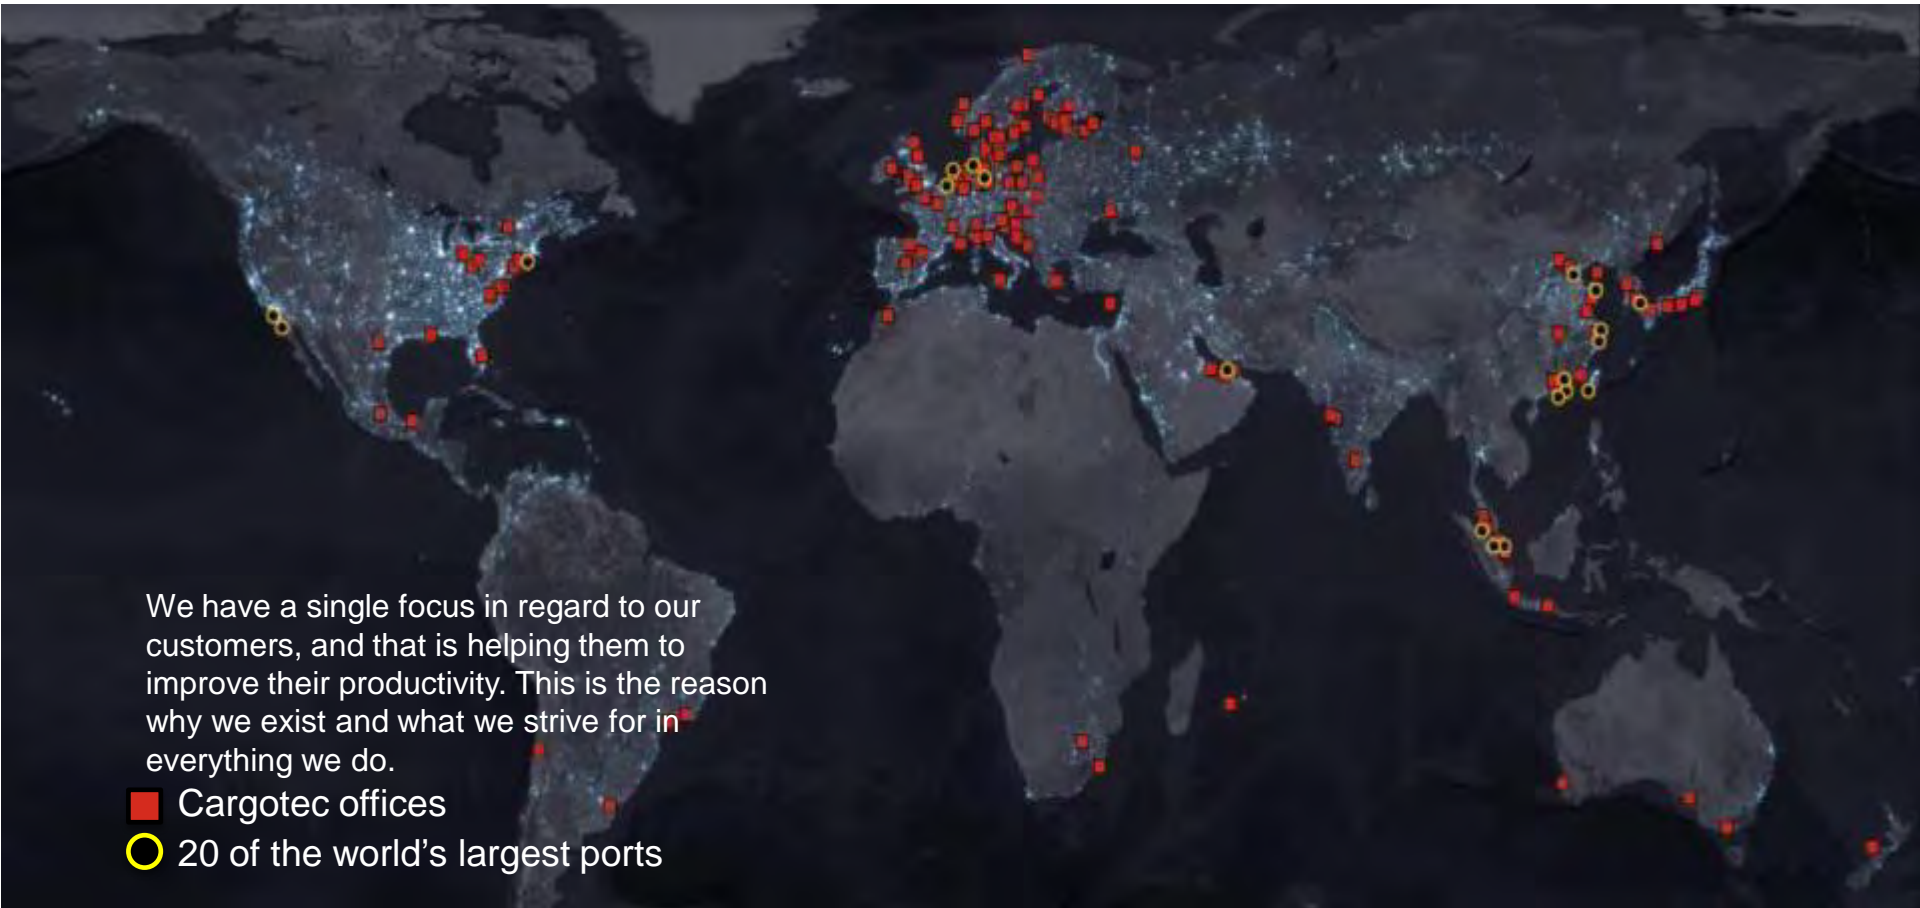 We have a single focus in regard to our
customers, and that is helping them to
improve their productivity. This is the reason
why we exist and what we strive for in
everything we do.
Cargotec offices
20 of the world’s largest ports